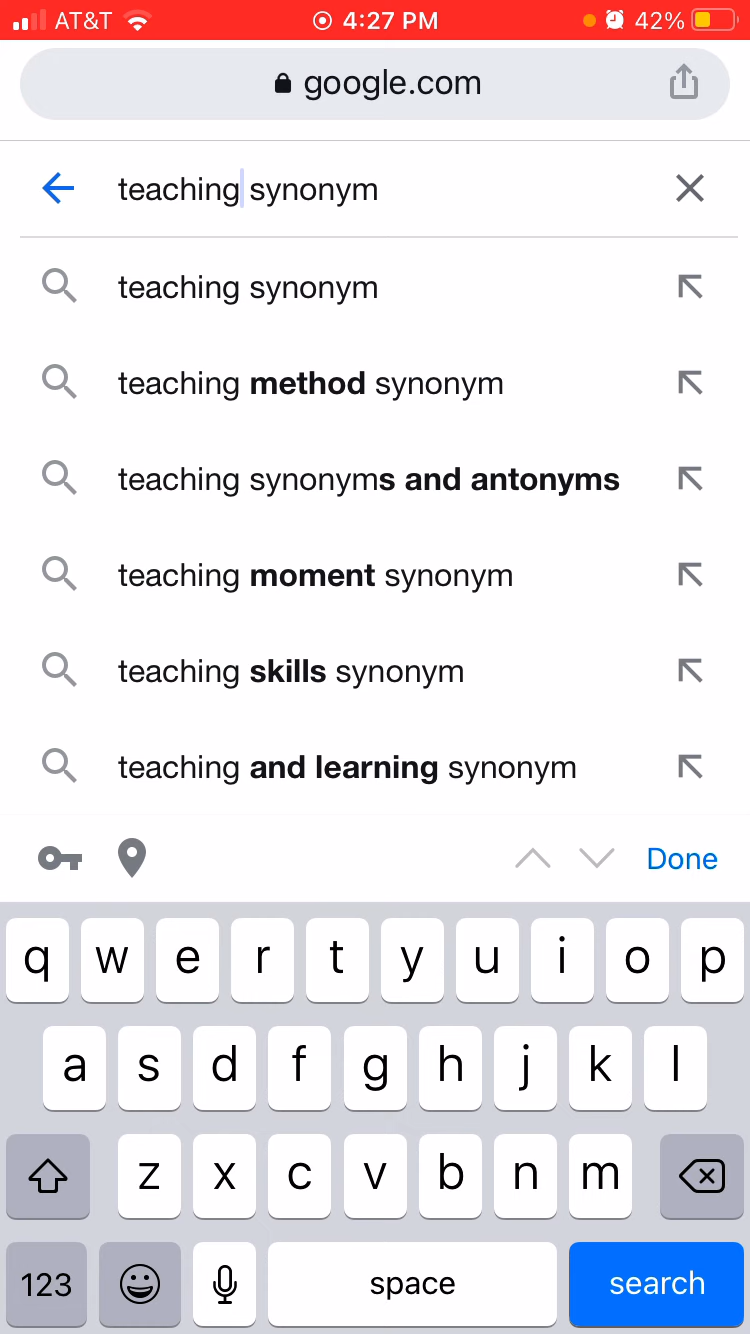 AT&T 4:27 PM 42%
google.com
teaching synonym
teaching synonym
teaching method synonym
teaching synonyms and antonyms
teaching moment synonym
teaching skills synonym
teaching and learning synonym
Done
q w e r t y u i o p
a s d f g h j k l
z x c v b n m
123 space search